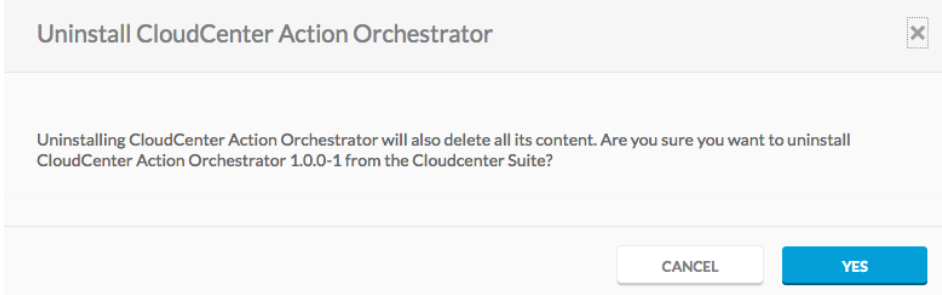 Uninstall CloudCenter Action Orchestrator
Uninstalling CloudCenter Action Orchestrator will also delete all its content. Are you sure you want to uninstall
CloudCenter Action Orchestrator 1.0.0-1 from the Cloudcenter Suite?
CANCEL
YES